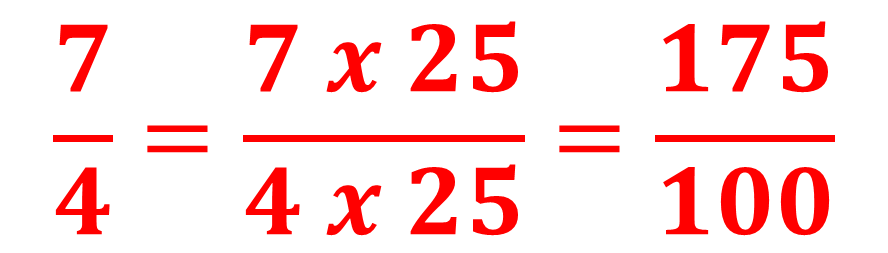 7/4 = 7 x 25/4 x 25 = 175/100